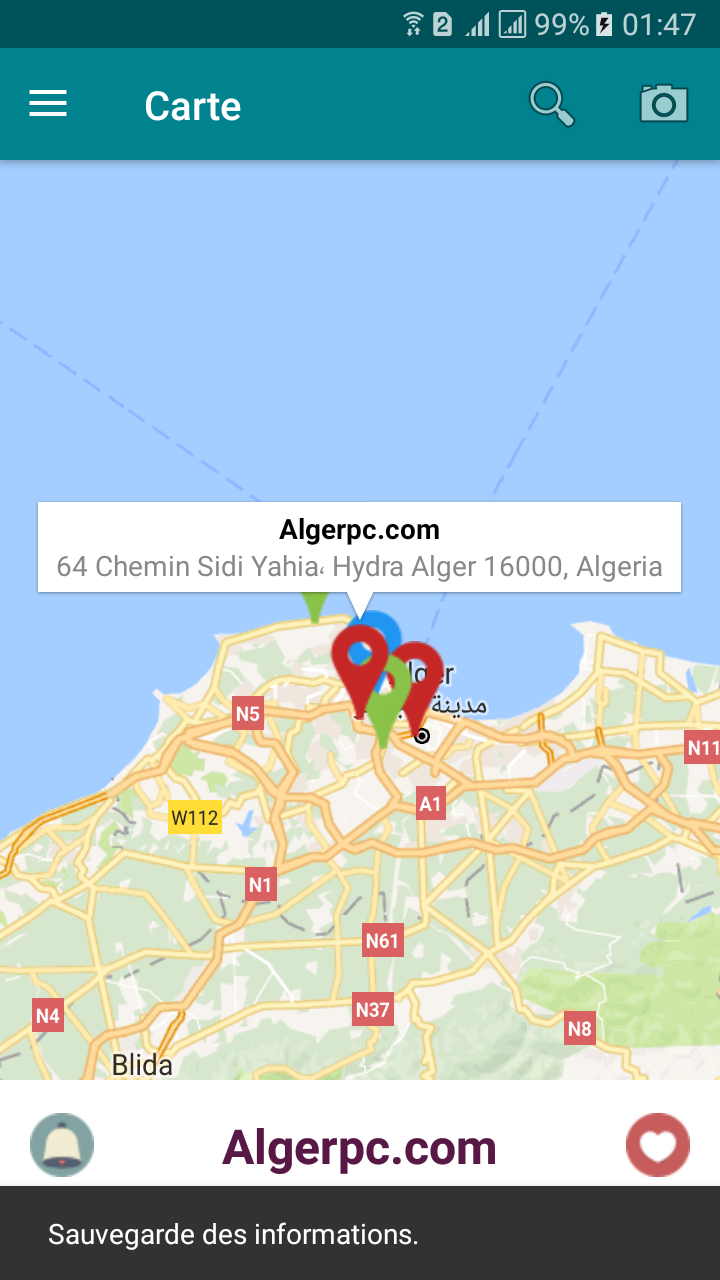 2 99% 01:47
Carte
Algerpc.com
64 Chemin Sidi Yahia، Hydra Alger 16000, Algeria
lger
مدينة
N5
N11
A1
W112
N1
N61
N4
N37
N8
Blida
Algerpc.com
Sauvegarde des informations.